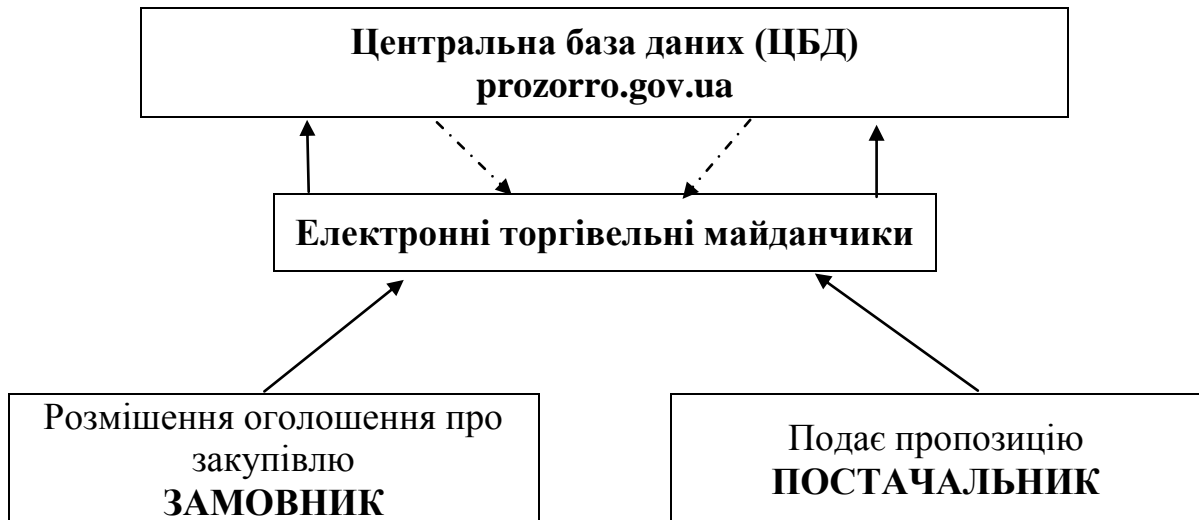 Центральна база даних (ЦБД)
prozorro.gov.ua
Електронні торгівельні майданчики
Розмішення оголошення про
закупівлю
ЗАМОВНИК
Подає пропозицію
ПОСТАЧАЛЬНИК